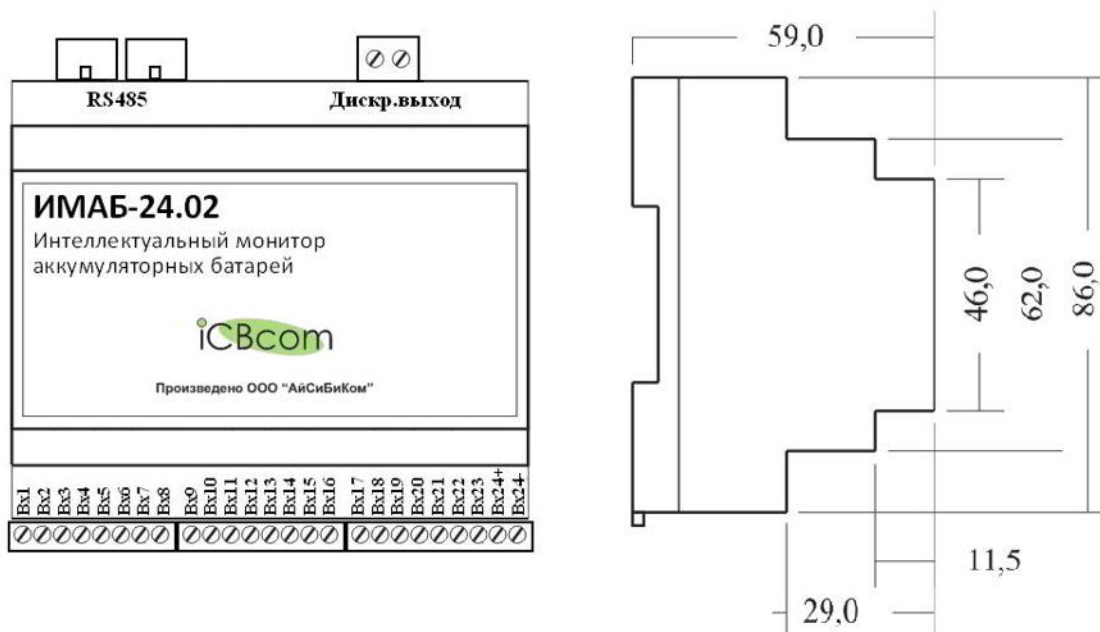 RS485
Дискр.выход
ИМАБ-24.02
Интеллектуальный монитор
аккумуляторных батарей
iCBcom
Произведено ООО "АйСиБиКом"
Вх1
Вх2
Вх3
Вх4
Вх5
Вх6
Вх7
Вх8
Вх9
Вх10
Вх11
Вх12
Вх13
Вх14
Вх15
Вх16
Вх17
Вх18
Вх19
Вх20
Вх21
Вх22
Вх23
Вх24+
Вх24-
59,0
46,0
62,0
86,0
11,5
29,0